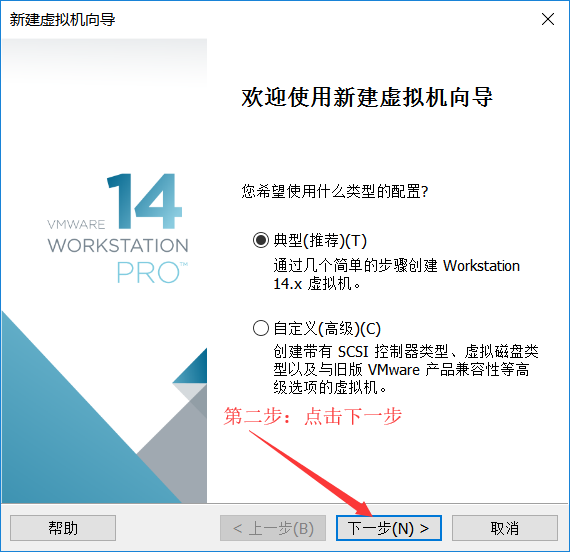 新建虚拟机向导
欢迎使用新建虚拟机向导
14
VMWARE
WORKSTATION
PRO™
您希望使用什么类型的配置?
典型(推荐)(T)
通过几个简单的步骤创建 Workstation
14.x 虚拟机。
自定义(高级)(C)
创建带有 SCSI 控制器类型、虚拟磁盘类
型以及与旧版 VMware 产品兼容性等高
级选项的虚拟机。
第二步：点击下一步
帮助
< 上一步(B)
下一步(N) >
取消